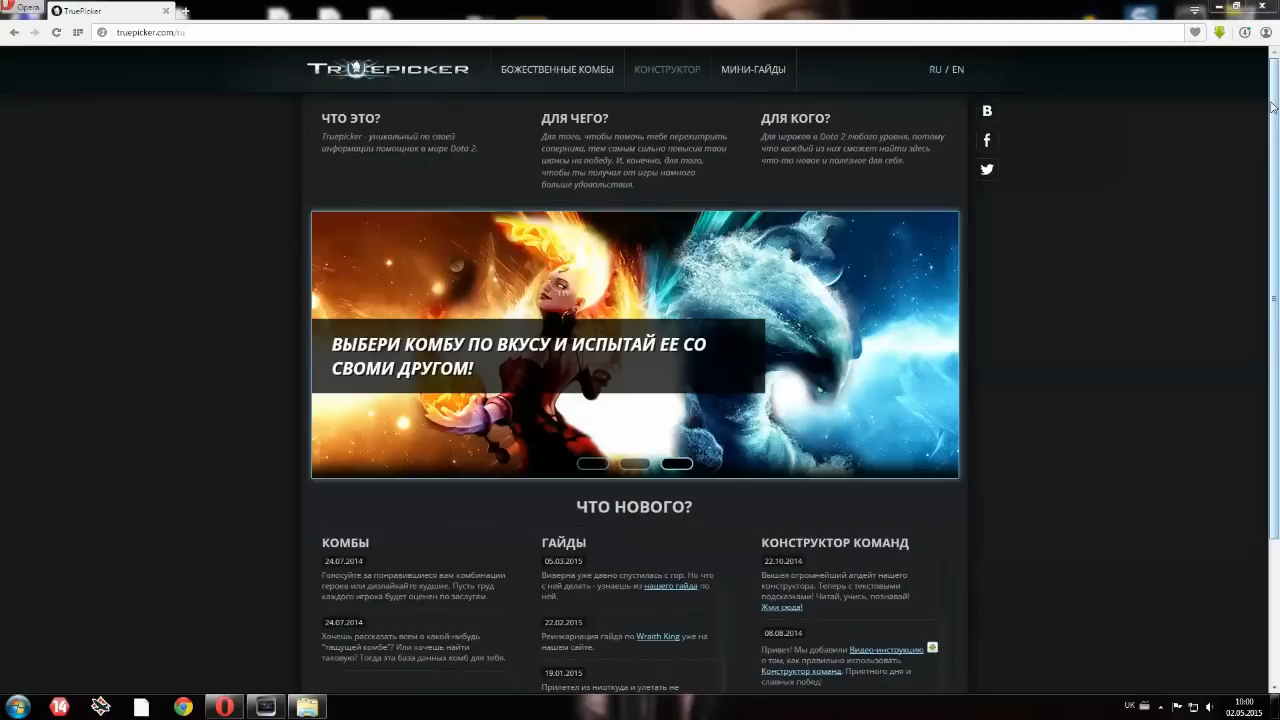 Opera
TruePicker
truepicker.com/ru
TRUEPICKER
БОЖЕСТВЕННЫЕ КОМБЫ
КОНСТРУКТОР
МИНИ-ГАЙДЫ
RU / EN
ЧТО ЭТО?
Truepicker - уникальный по своей
информации помощник в мире Dota 2.
ДЛЯ ЧЕГО?
Для того, чтобы помочь тебе перехитрить
соперника, тем самым сильно повысив твои
шансы на победу. И, конечно, для того,
чтобы ты получал от игры намного
больше удовольствия.
ДЛЯ КОГО?
Для игроков в Dota 2 любого уровня, потому
что каждый из них сможет найти здесь
что-то новое и полезное для себя.
ВЫБЕРИ КОМБУ ПО ВКУСУ И ИСПЫТАЙ ЕЕ СО
СВОМИ ДРУГОМ!
ЧТО НОВОГО?
КОМБЫ
24.07.2014
Голосуйте за понравившиеся вам комбинации
героев или дизлайкайте худшие. Пусть труд
каждого игрока будет оценен по заслугам.
24.07.2014
Хочешь рассказать всем о какой-нибудь
"тащущей комбе"? Или хочешь найти
таковую? Тогда эта база данных комб для тебя.
ГАЙДЫ
05.03.2015
Виверна уже давно спустилась с гор. Но что
с ней делать - узнаешь из нашего гайда по
ней.
22.02.2015
Реинкарнация гайда по Wraith King уже на
нашем сайте.
19.01.2015
Прилетел из ниоткуда и улетать не
КОНСТРУКТОР КОМАНД
22.10.2014
Вышел огромнейший апдейт нашего
конструктора. Теперь с текстовыми
подсказками! Читай, учись, познавай!
Жми сюда!
08.08.2014
Привет! Мы добавили Видео-инструкцию
о том, как правильно использовать
Конструктор команд. Приятного дня и
славных побед!
14
UK
10:00
02.05.2015